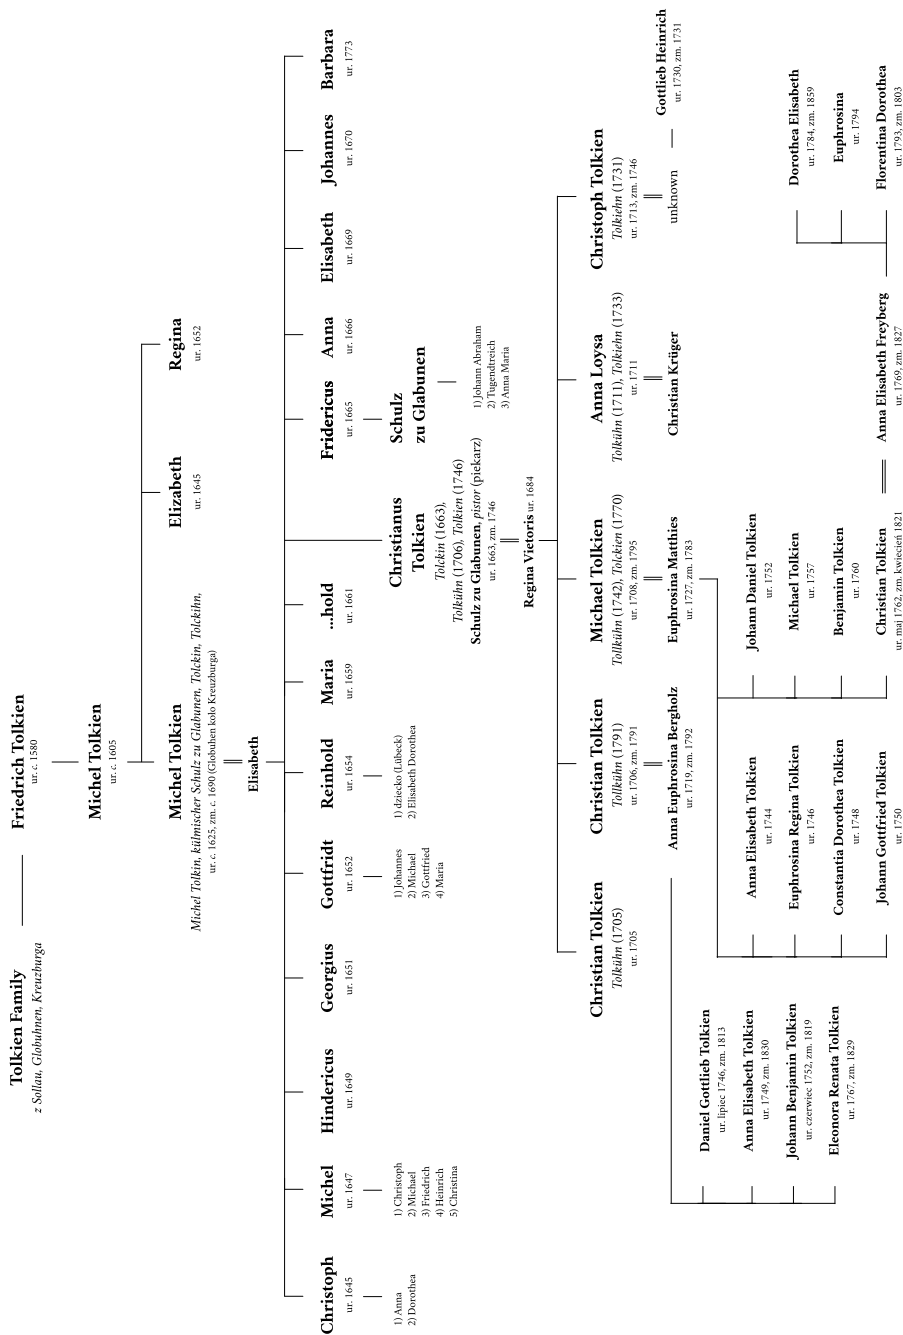 Tolkien Family
z Sollau, Globuhnen, Kreuzburga
Friedrich Tolkien
ur. c. 1580
Michel Tolkien
ur. c. 1605
Michel Tolkien
Michel Tolkin, külmischer Schulz zu Glabunen, Tolckin, Tolckihn,
ur. c. 1625, zm. c. 1690 (Globuhen koło Kreuzburga)
Elisabeth
Elizabeth
ur. 1645
Regina
ur. 1652
Christoph
ur. 1645
1) Anna
2) Dorothea
Michel
ur. 1647
1) Christoph
2) Michael
3) Friedrich
4) Heinrich
5) Christina
Hindericus
ur. 1649
Georgius
ur. 1651
Gottfridt
ur. 1652
1) Johannes
2) Michael
3) Gottfried
4) Maria
Reinhold
ur. 1654
1) dziecko (Lübeck)
2) Elisabeth Dorothea
Maria
ur. 1659
...hold
ur. 1661
Christianus
Tolkien
Tolckin (1663),
Tolkühn (1706), Tolkien (1746)
Schulz zu Glabunen, pistor (piekarz)
ur. 1663, zm. 1746
Regina Vietoris ur. 1684
Fridericus
ur. 1665
Schulz
zu Glabunen
1) Johann Abraham
2) Tugendtreich
3) Anna Maria
Anna
ur. 1666
Elisabeth
ur. 1669
Johannes
ur. 1670
Barbara
ur. 1773
Christian Tolkien
Tolkühn (1705)
ur. 1705
Christian Tolkien
Tollkühn (1791)
ur. 1706, zm. 1791
Anna Euphrosina Bergholz
ur. 1719, zm. 1792
Michael Tolkien
Tollkühn (1742), Tolckien (1770)
ur. 1708, zm. 1795
Euphrosina Matthies
ur. 1727, zm. 1783
Anna Loysa
Tolkühn (1711), Tolkiehn (1733)
ur. 1711
Christian Krüger
Christoph Tolkien
Tolkiehn (1731)
ur. 1713, zm. 1746
unknown
Gottlieb Heinrich
ur. 1730, zm. 1731
Daniel Gottlieb Tolkien
ur. lipiec 1746, zm. 1813
Anna Elisabeth Tolkien
ur. 1749, zm. 1830
Johann Benjamin Tolkien
ur. czerwiec 1752, zm. 1819
Eleonora Renata Tolkien
ur. 1767, zm. 1829
Anna Elisabeth Tolkien
ur. 1744
Euphrosina Regina Tolkien
ur. 1746
Constantia Dorothea Tolkien
ur. 1748
Johann Gottfried Tolkien
ur. 1750
Johann Daniel Tolkien
ur. 1752
Michael Tolkien
ur. 1757
Benjamin Tolkien
ur. 1760
Christian Tolkien
ur. maj 1762, zm. kwiecień 1821
Anna Elisabeth Freyberg
ur. 1769, zm. 1827
Dorothea Elisabeth
ur. 1784, zm. 1859
Euphrosina
ur. 1794
Florentina Dorothea
ur. 1793, zm. 1803